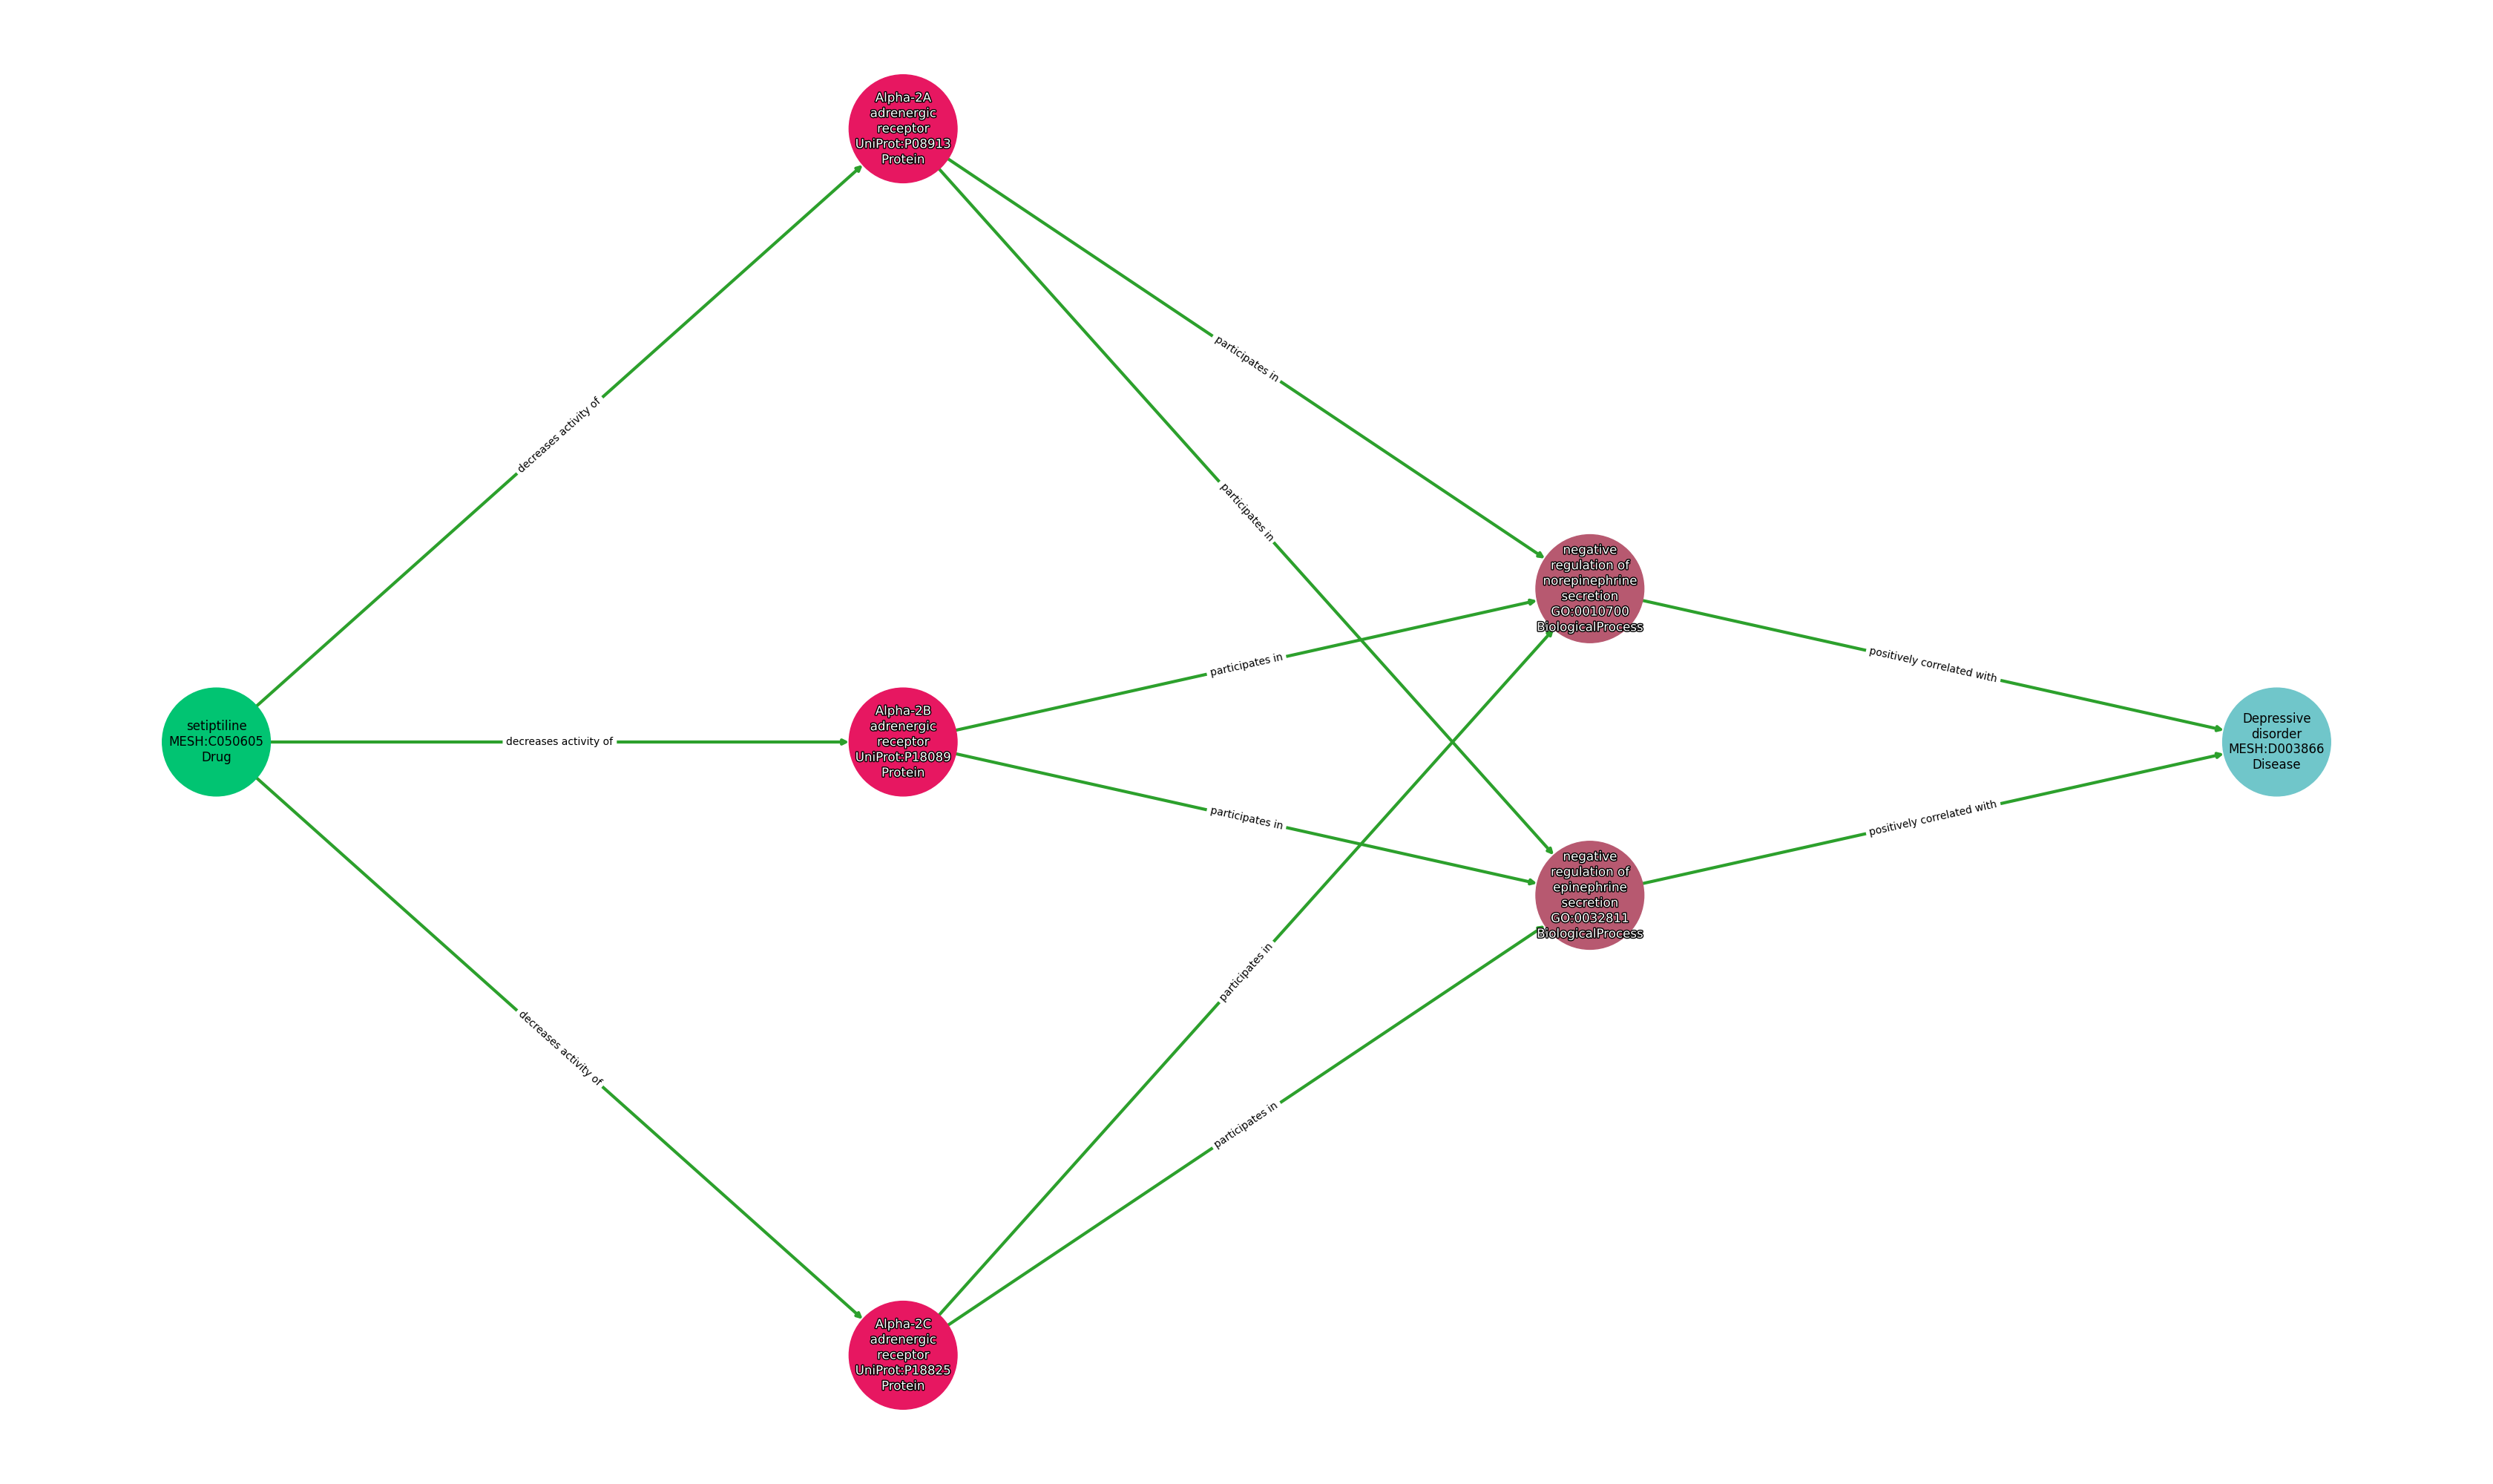 Alpha-2A
adrenergic
receptor
UniProt:P08913
Protein
participates in
decreases activity of
participates in
negative
regulation of
norepinephrine
secretion
GO:0010700
BiologicalProcess
participates in
positively correlated with
setiptiline
MESH:C050605
Drug
decreases activity of
Alpha-2B
adrenergic
receptor
UniProt:P18089
Protein
Depressive
disorder
MESH:D003866
Disease
participates in
positively correlated with
negative
regulation of
epinephrine
secretion
GO:0032811
BiologicalProcess
participates in
decreases activity of
participates in
Alpha-2C
adrenergic
receptor
UniProt:P18825
Protein